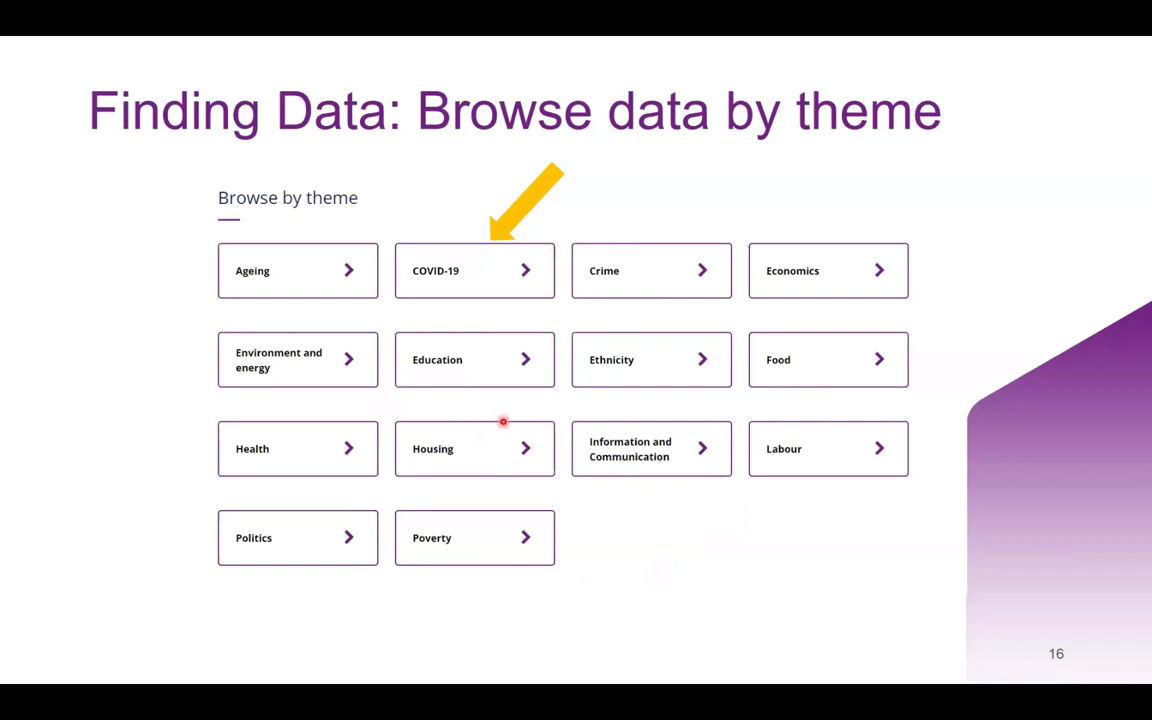 Finding Data: Browse data by theme
Browse by theme
Ageing
COVID-19
Crime
Economics
Environment and
energy
Education
Ethnicity
Food
Health
Housing
Information and
Communication
Labour
Politics
Poverty
16